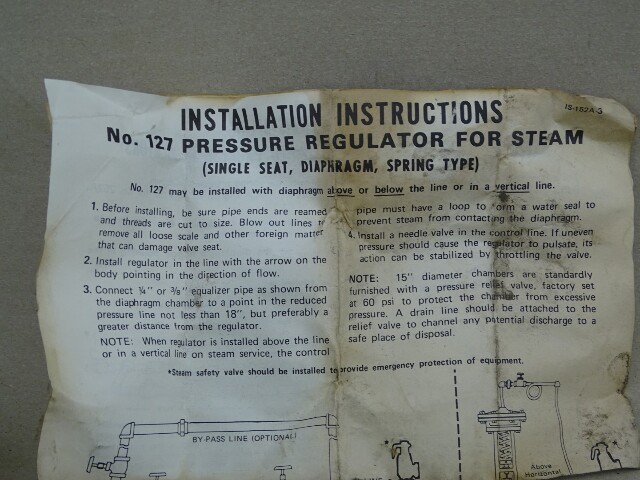 INSTALLATION INSTRUCTIONS
IS-162A-3
No. 127 PRESSURE REGULATOR FOR STEAM
(SINGLE SEAT, DIAPHRAGM, SPRING TYPE)
No. 127 may be installed with diaphragm above or below the line or in a vertical line.
1. Before installing, be sure pipe ends are reamed
and threads are cut to size. Blow out lines to
remove all loose scale and other foreign matter
that can damage valve seat.
2. Install regulator in the line with the arrow on the
body pointing in the direction of flow.
3. Connect ¼" or ⅜" equalizer pipe as shown from
the diaphragm chamber to a point in the reduced
pressure line not less than 18", but preferably a
greater distance from the regulator.
NOTE: When regulator is installed above the line
or in a vertical line on steam service, the control
pipe must have a loop to form a water seal to
prevent steam from contacting the diaphragm.
4. Install a needle valve in the control line. If uneven
pressure should cause the regulator to pulsate, its
action can be stabilized by throttling the valve.
NOTE: 15" diameter chambers are standardly
furnished with a pressure relief valve, factory set
at 60 psi to protect the chamber from excessive
pressure. A drain line should be attached to the
relief valve to channel any potential discharge to a
safe place of disposal.
*Steam safety valve should be installed to provide emergency protection of equipment.
BY-PASS LINE (OPTIONAL)
*
Above
Horizontal
*